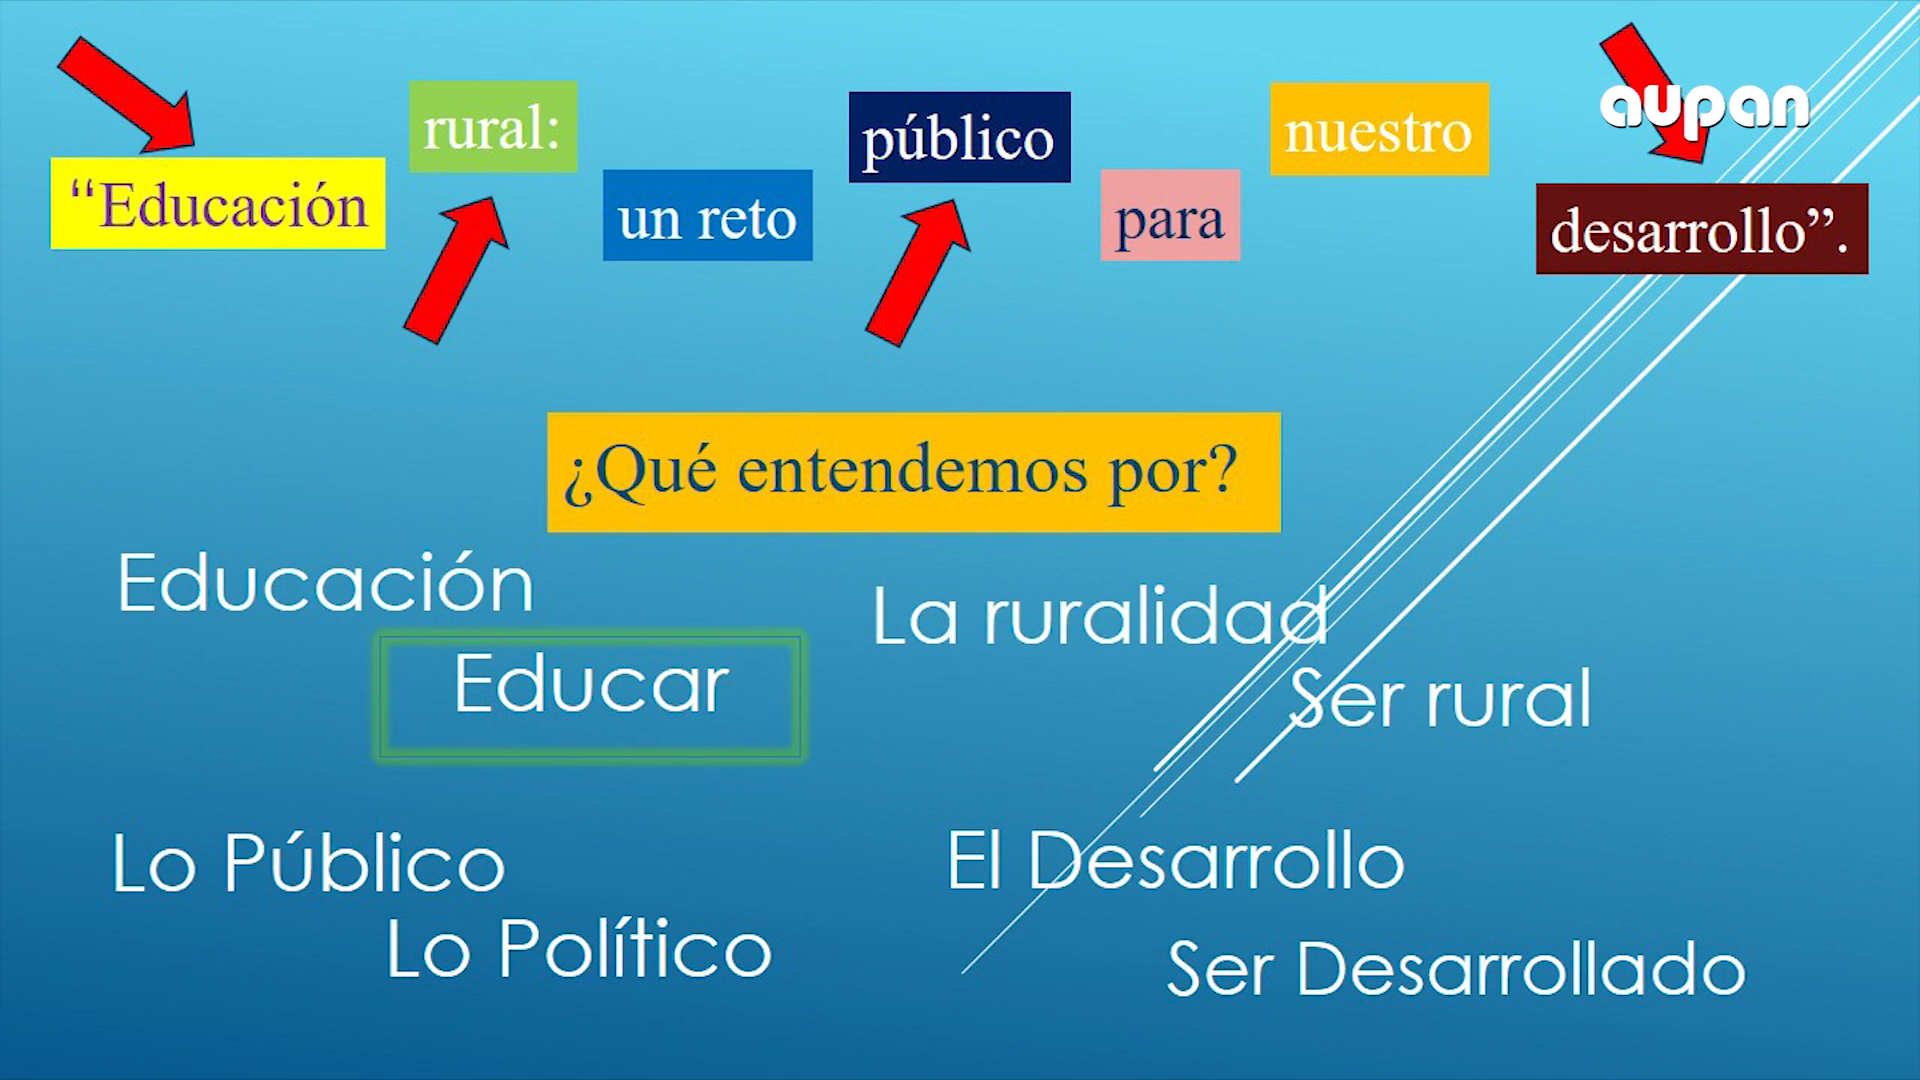 “Educación rural: un reto público para nuestro desarrollo”.
aupan
¿Qué entendemos por?
Educación
Educar
La ruralidad
Ser rural
Lo Público
Lo Político
El Desarrollo
Ser Desarrollado